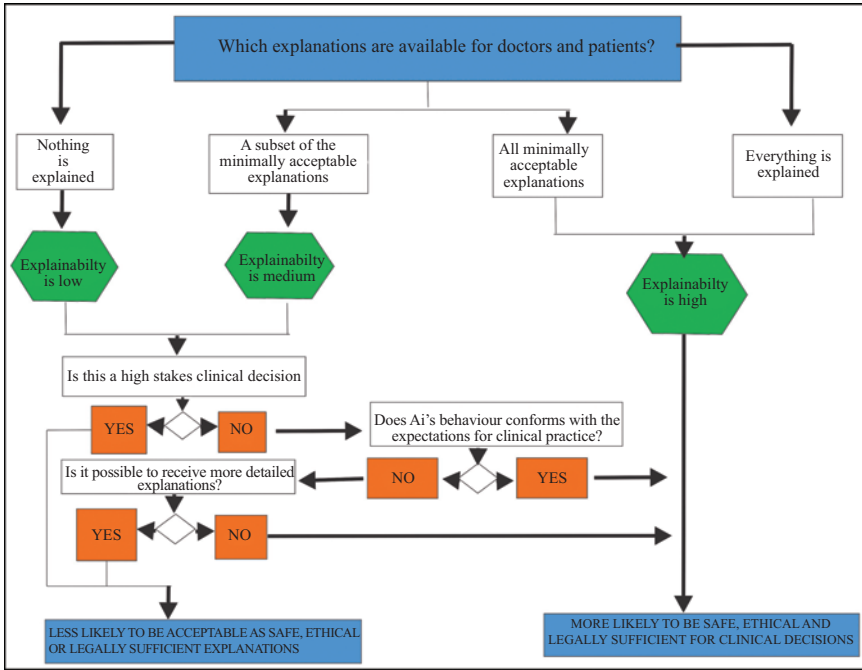 Which explanations are available for doctors and patients?
Nothing
is
explained
A subset of the
minimally acceptable
explanations
All minimally
acceptable
explanations
Everything is
explained
Explainabilty
is low
Explainabilty
is medium
Explainabilty
is high
Is this a high stakes clinical decision
YES
NO
Does Ai’s behaviour conforms with the
expectations for clinical practice?
Is it possible to receive more detailed
explanations?
NO
YES
YES
NO
LESS LIKELY TO BE ACCEPTABLE AS SAFE, ETHICAL
OR LEGALLY SUFFICIENT EXPLANATIONS
MORE LIKELY TO BE SAFE, ETHICAL AND
LEGALLY SUFFICIENT FOR CLINICAL DECISIONS